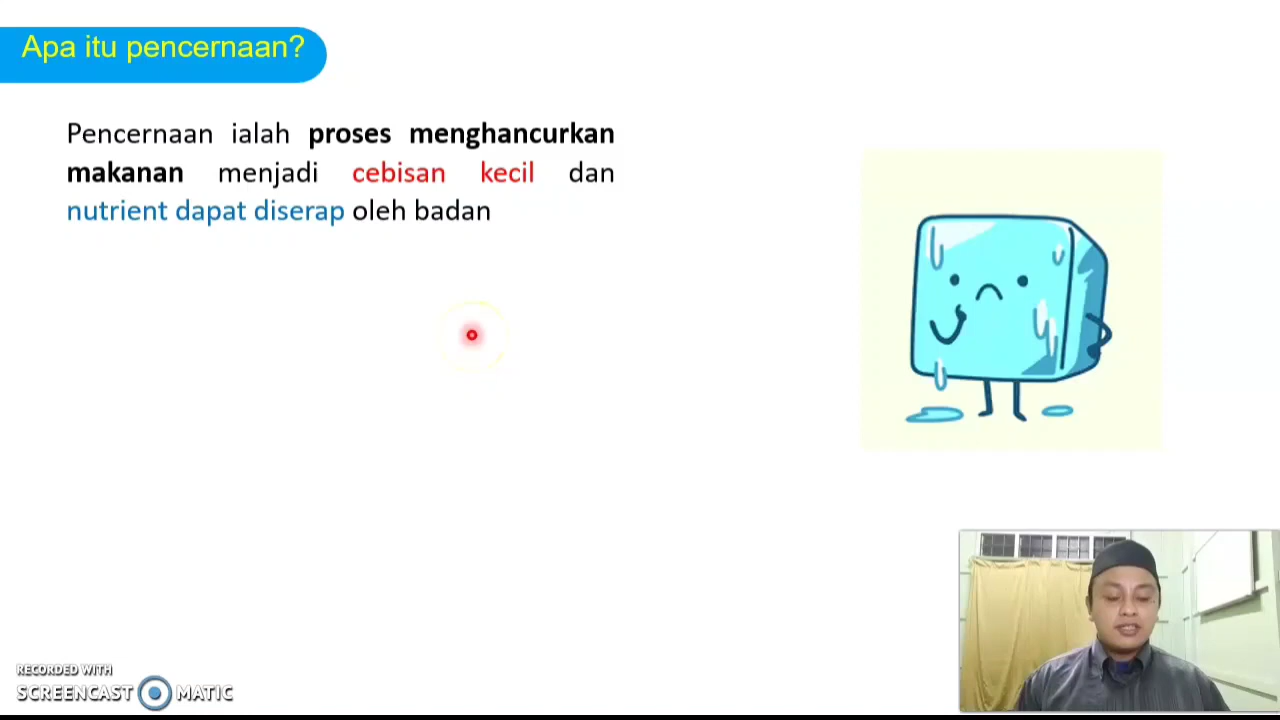 Apa itu pencernaan?
Pencernaan ialah proses menghancurkan
makanan menjadi cebisan kecil dan
nutrient dapat diserap oleh badan
RECORDED WITH
SCREENCAST MATIC